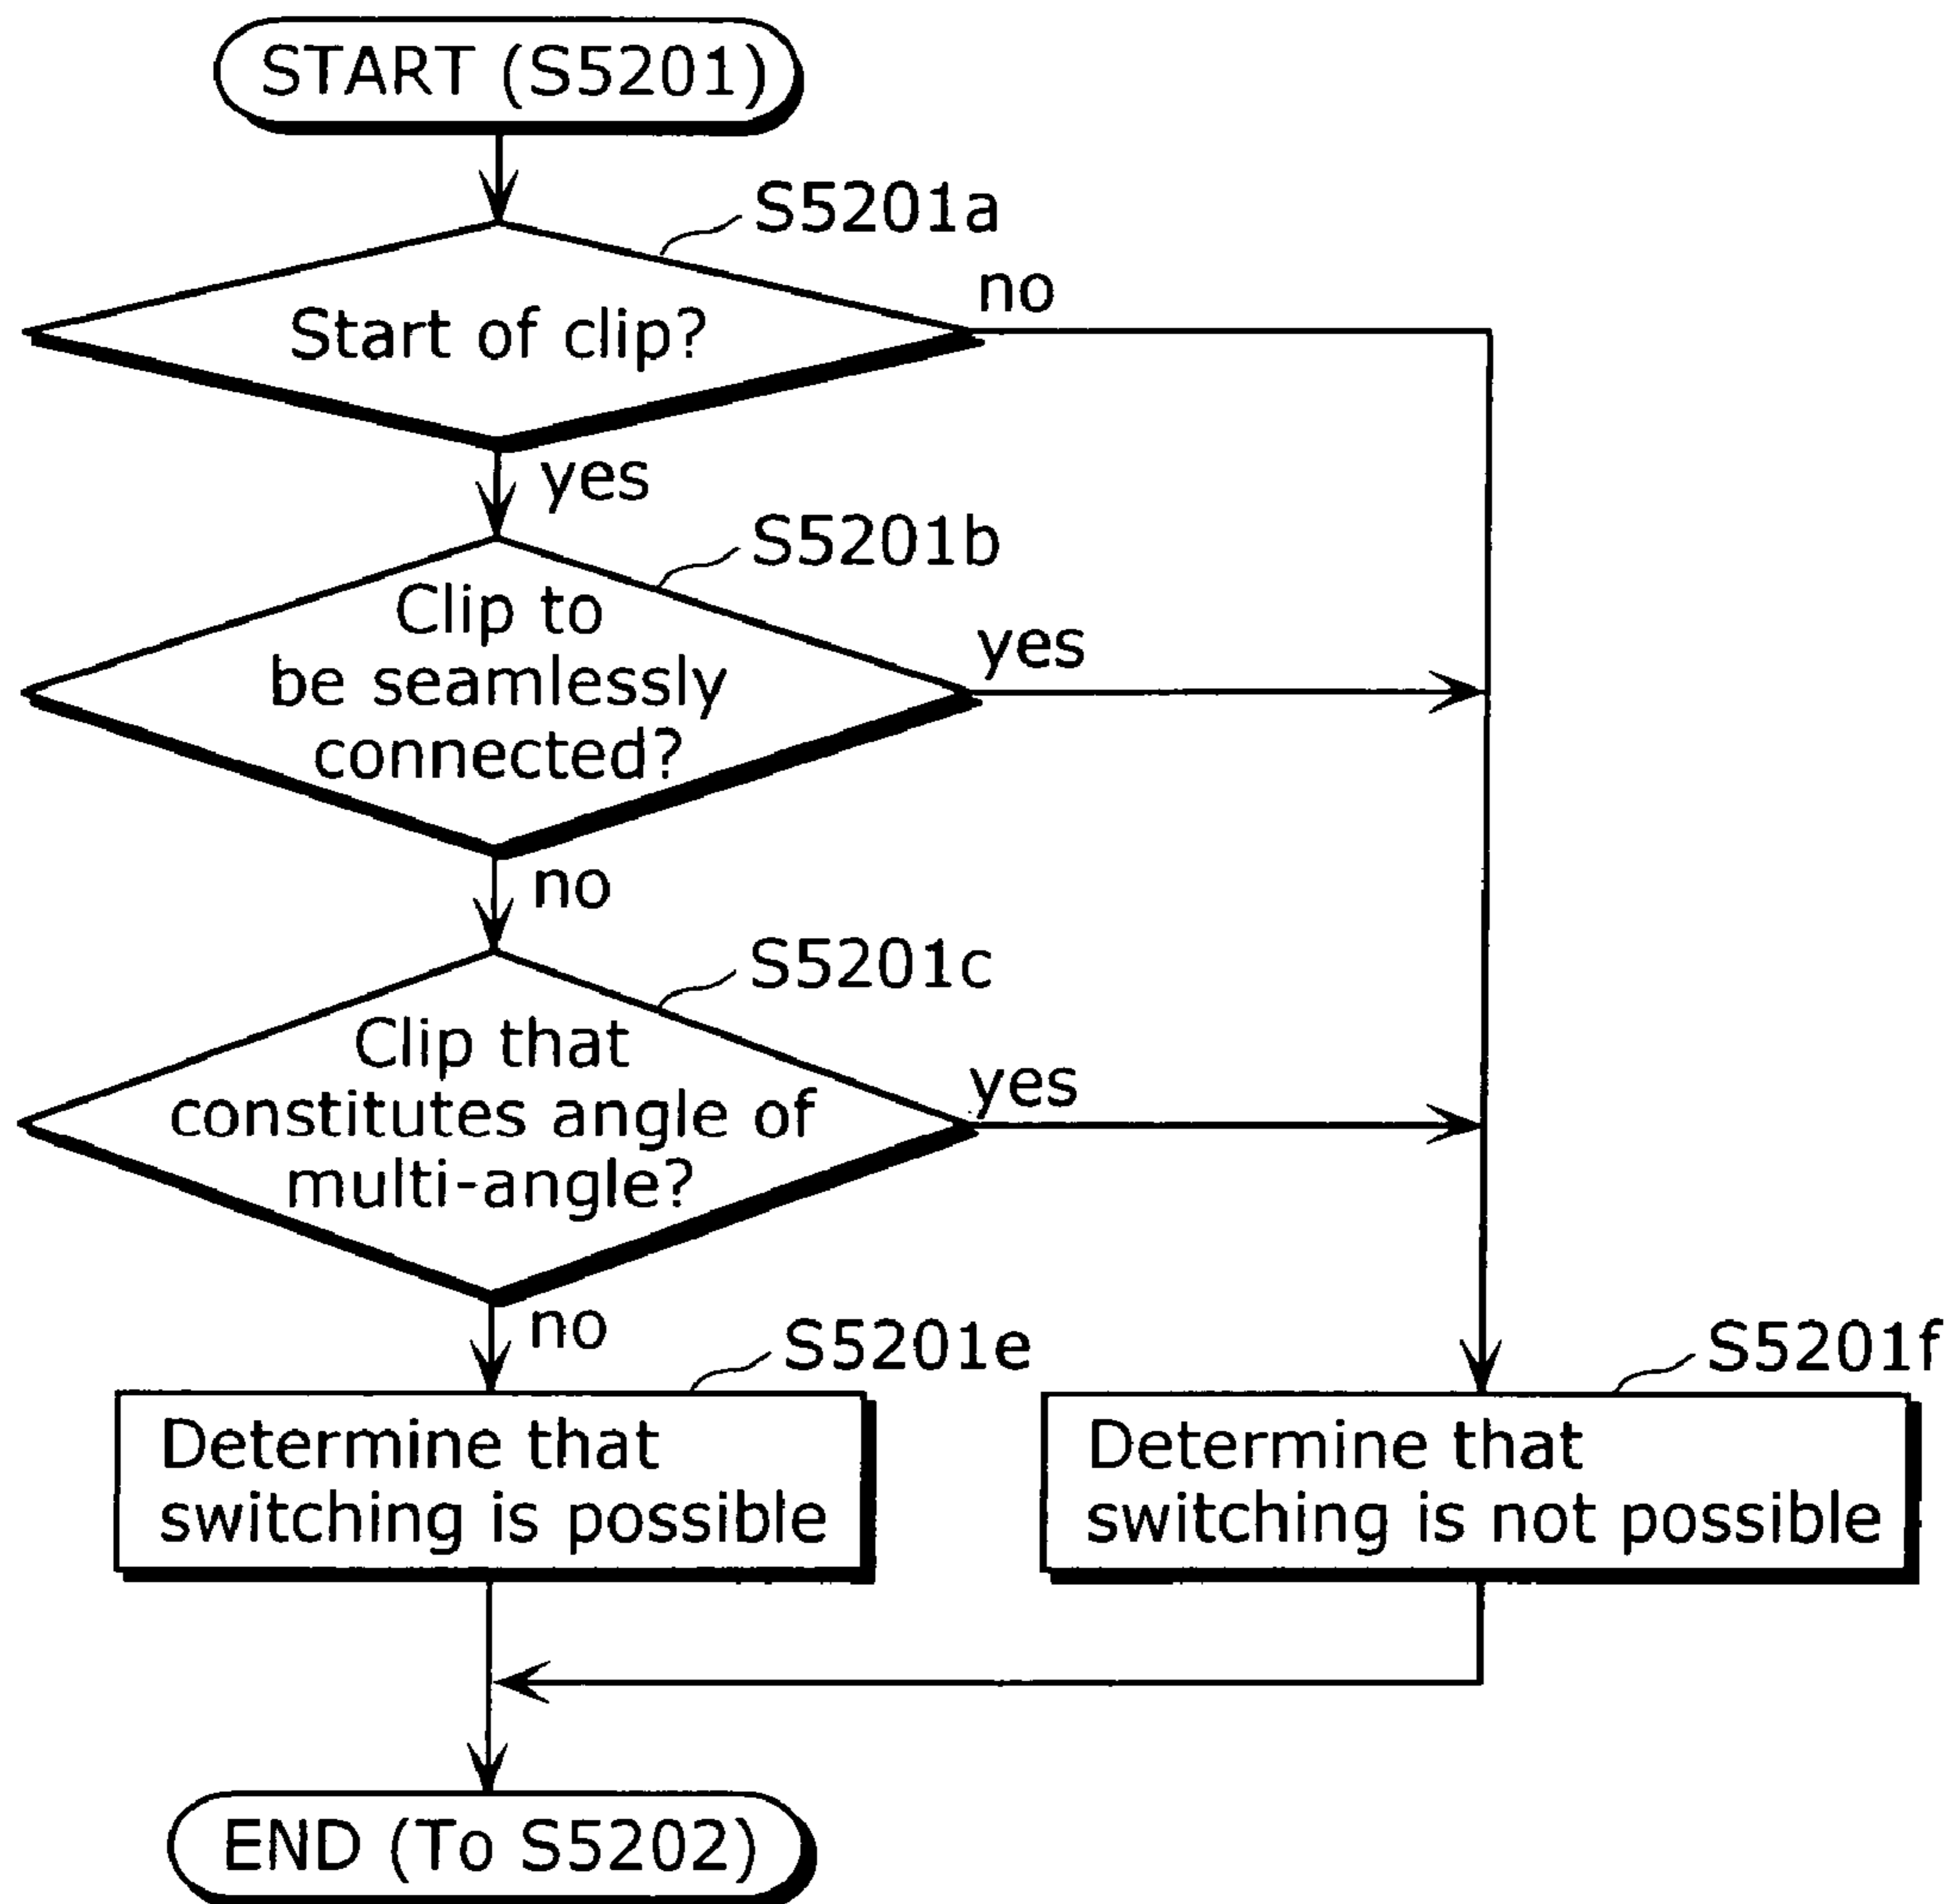 START (S5201)
S5201a
Start of clip?
no
yes
S5201b
Clip to
be seamlessly
connected?
yes
no
S5201c
Clip that
constitutes angle of
multi-angle?
yes
no
S5201e
Determine that
switching is possible
S5201f
Determine that
switching is not possible
END (To S5202)